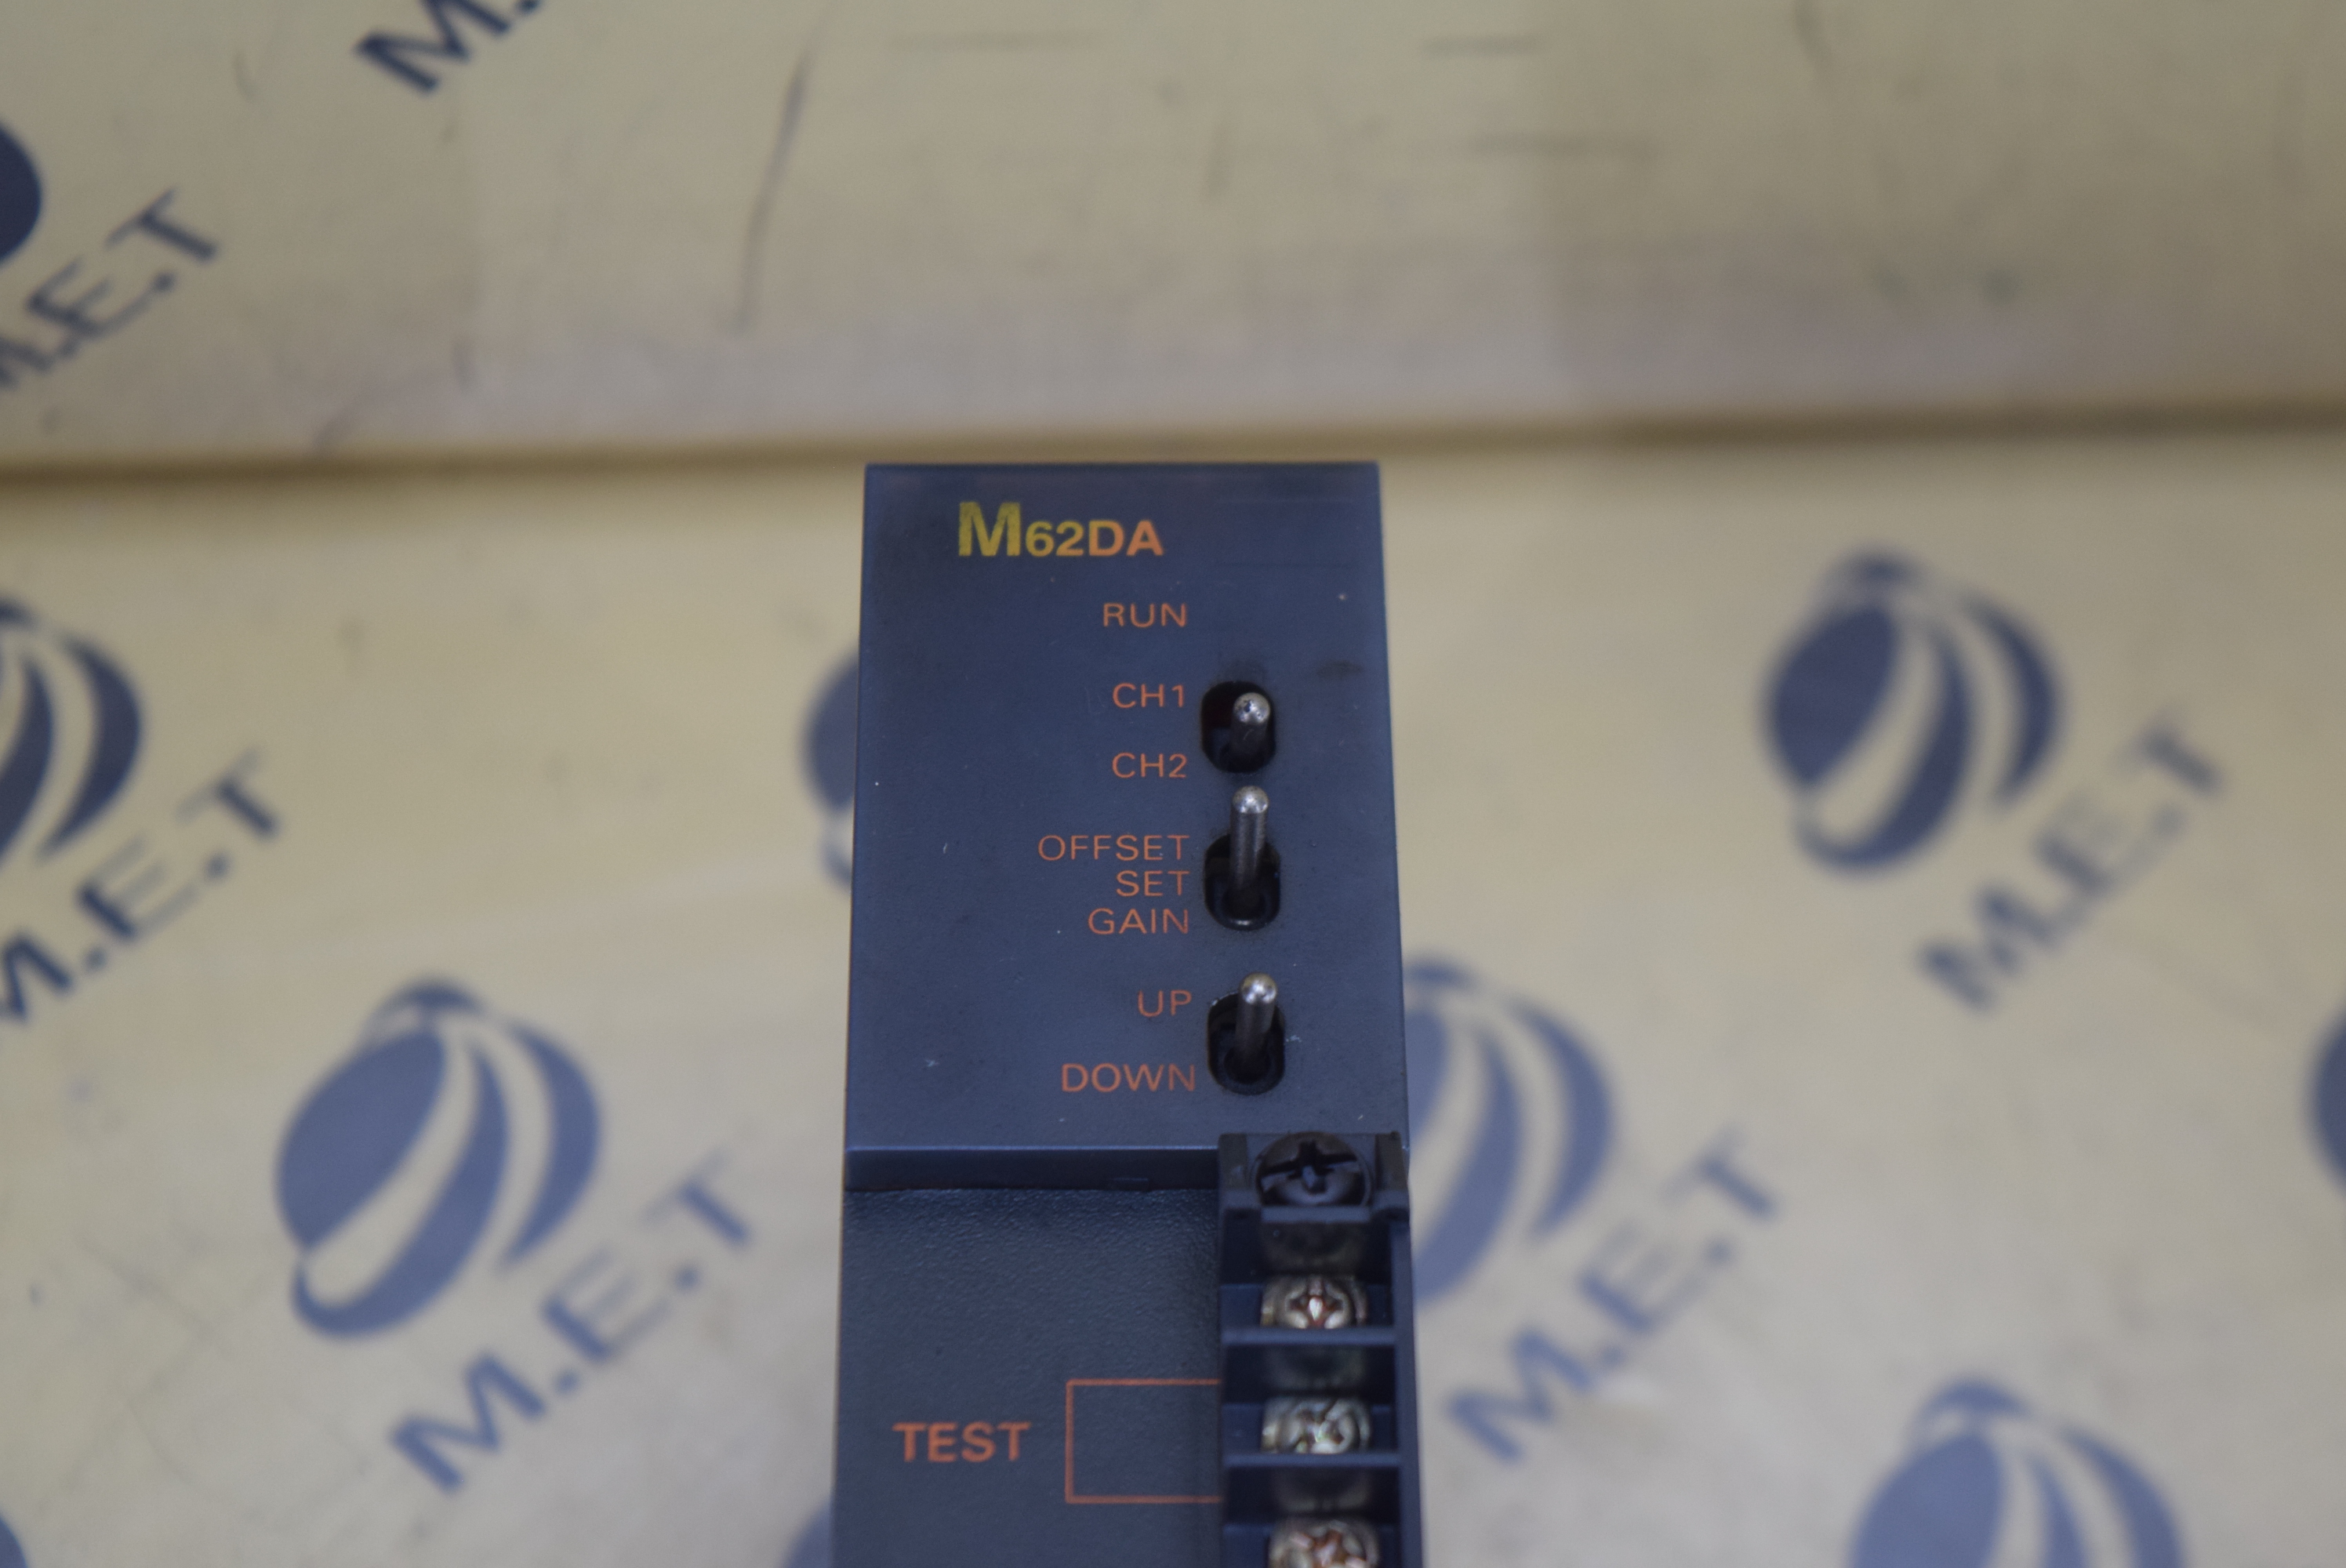 M.
M.E.T
M62DA
RUN
CH1
CH2
OFFSET
SET
GAIN
UP
DOWN
TEST
M.E.T
M.E.T
M.E.T
M.E.T